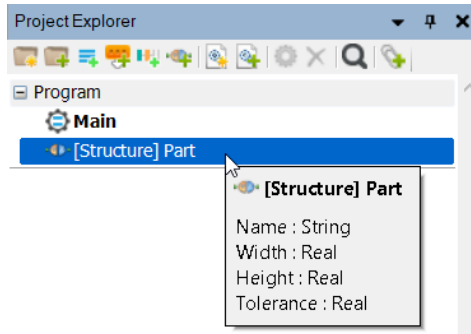 Project Explorer
Program
Main
[Structure] Part
[Structure] Part
Name : String
Width : Real
Height : Real
Tolerance : Real